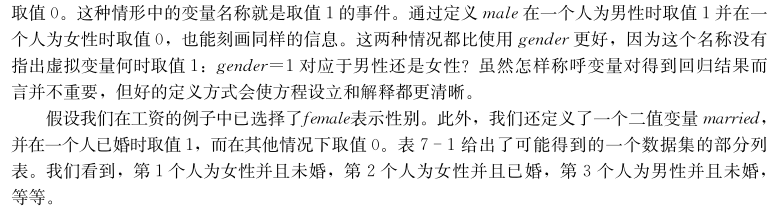 取值 0。这种情形中的变量名称就是取值 1 的事件。通过定义 male 在一个人为男性时取值 1 并在一
个人为女性时取值 0，也能刻画同样的信息。这两种情况都比使用 gender 更好，因为这个名称没有
指出虚拟变量何时取值 1：gender=1 对应于男性还是女性？虽然怎样称呼变量对得到回归结果而
言并不重要，但好的定义方式会使方程设立和解释都更清晰。
假设我们在工资的例子中已选择了female表示性别。此外，我们还定义了一个二值变量 married，
并在一个人已婚时取值 1，而在其他情况下取值 0。表 7-1 给出了可能得到的一个数据集的部分列
表。我们看到，第 1 个人为女性并且未婚，第 2 个人为女性并且已婚，第 3 个人为男性并且未婚，
等等。